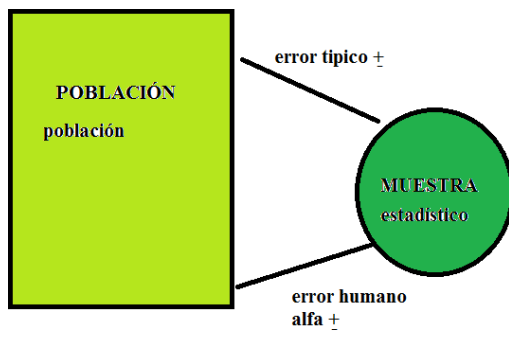 error tipico ±
POBLACIÓN
población
MUESTRA
estadístico
error humano
alfa ±